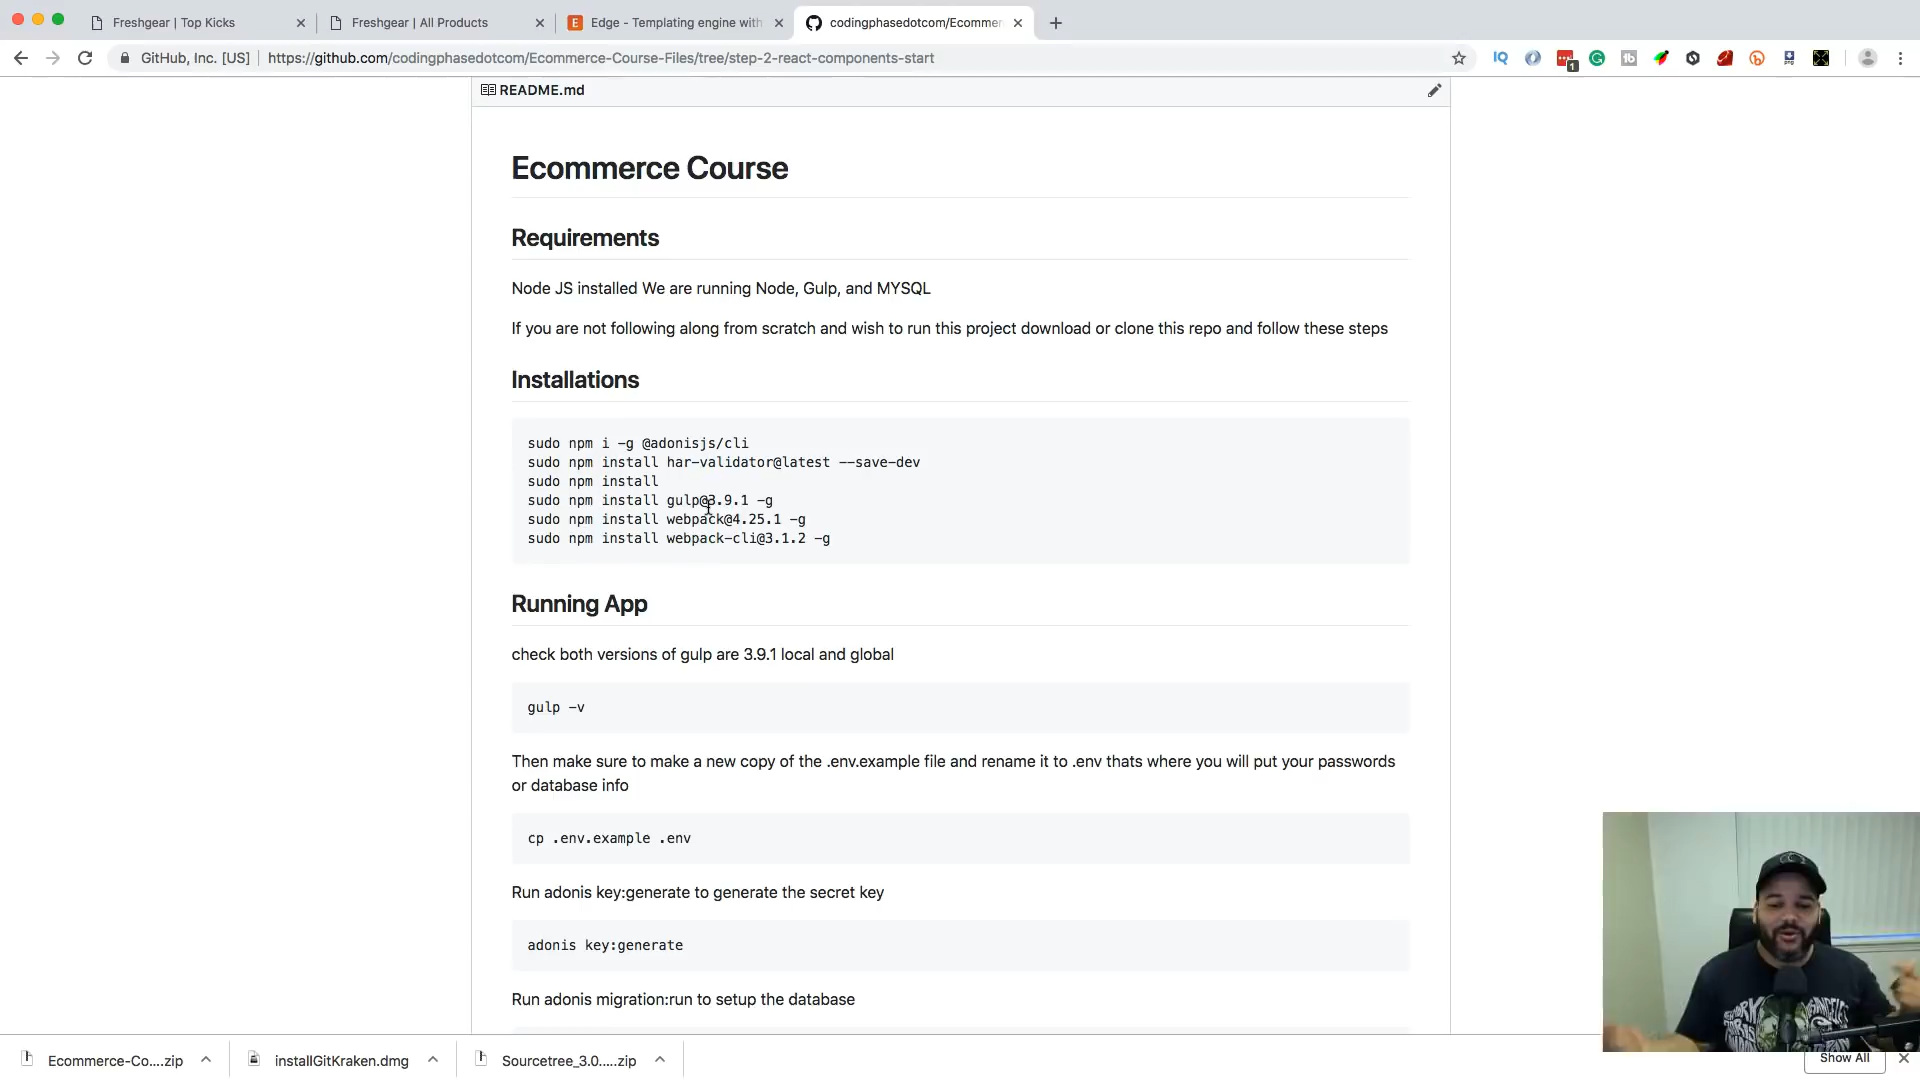 Freshgear | Top Kicks
Freshgear | All Products
Edge - Templating engine with
codingphasedotcom/Ecommer
GitHub, Inc. [US]
https://github.com/codingphasedotcom/Ecommerce-Course-Files/tree/step-2-react-components-start
README.md
Ecommerce Course
Requirements
Node JS installed We are running Node, Gulp, and MYSQL
If you are not following along from scratch and wish to run this project download or clone this repo and follow these steps
Installations
sudo npm i -g @adonisjs/cli
sudo npm install har-validator@latest --save-dev
sudo npm install
sudo npm install gulp@3.9.1 -g
sudo npm install webpack@4.25.1 -g
sudo npm install webpack-cli@3.1.2 -g
Running App
check both versions of gulp are 3.9.1 local and global
gulp -v
Then make sure to make a new copy of the .env.example file and rename it to .env thats where you will put your passwords
or database info
cp .env.example .env
Run adonis key:generate to generate the secret key
adonis key:generate
Run adonis migration:run to setup the database
Ecommerce-Co....zip
installGitKraken.dmg
Sourcetree_3.0.....zip
Show All